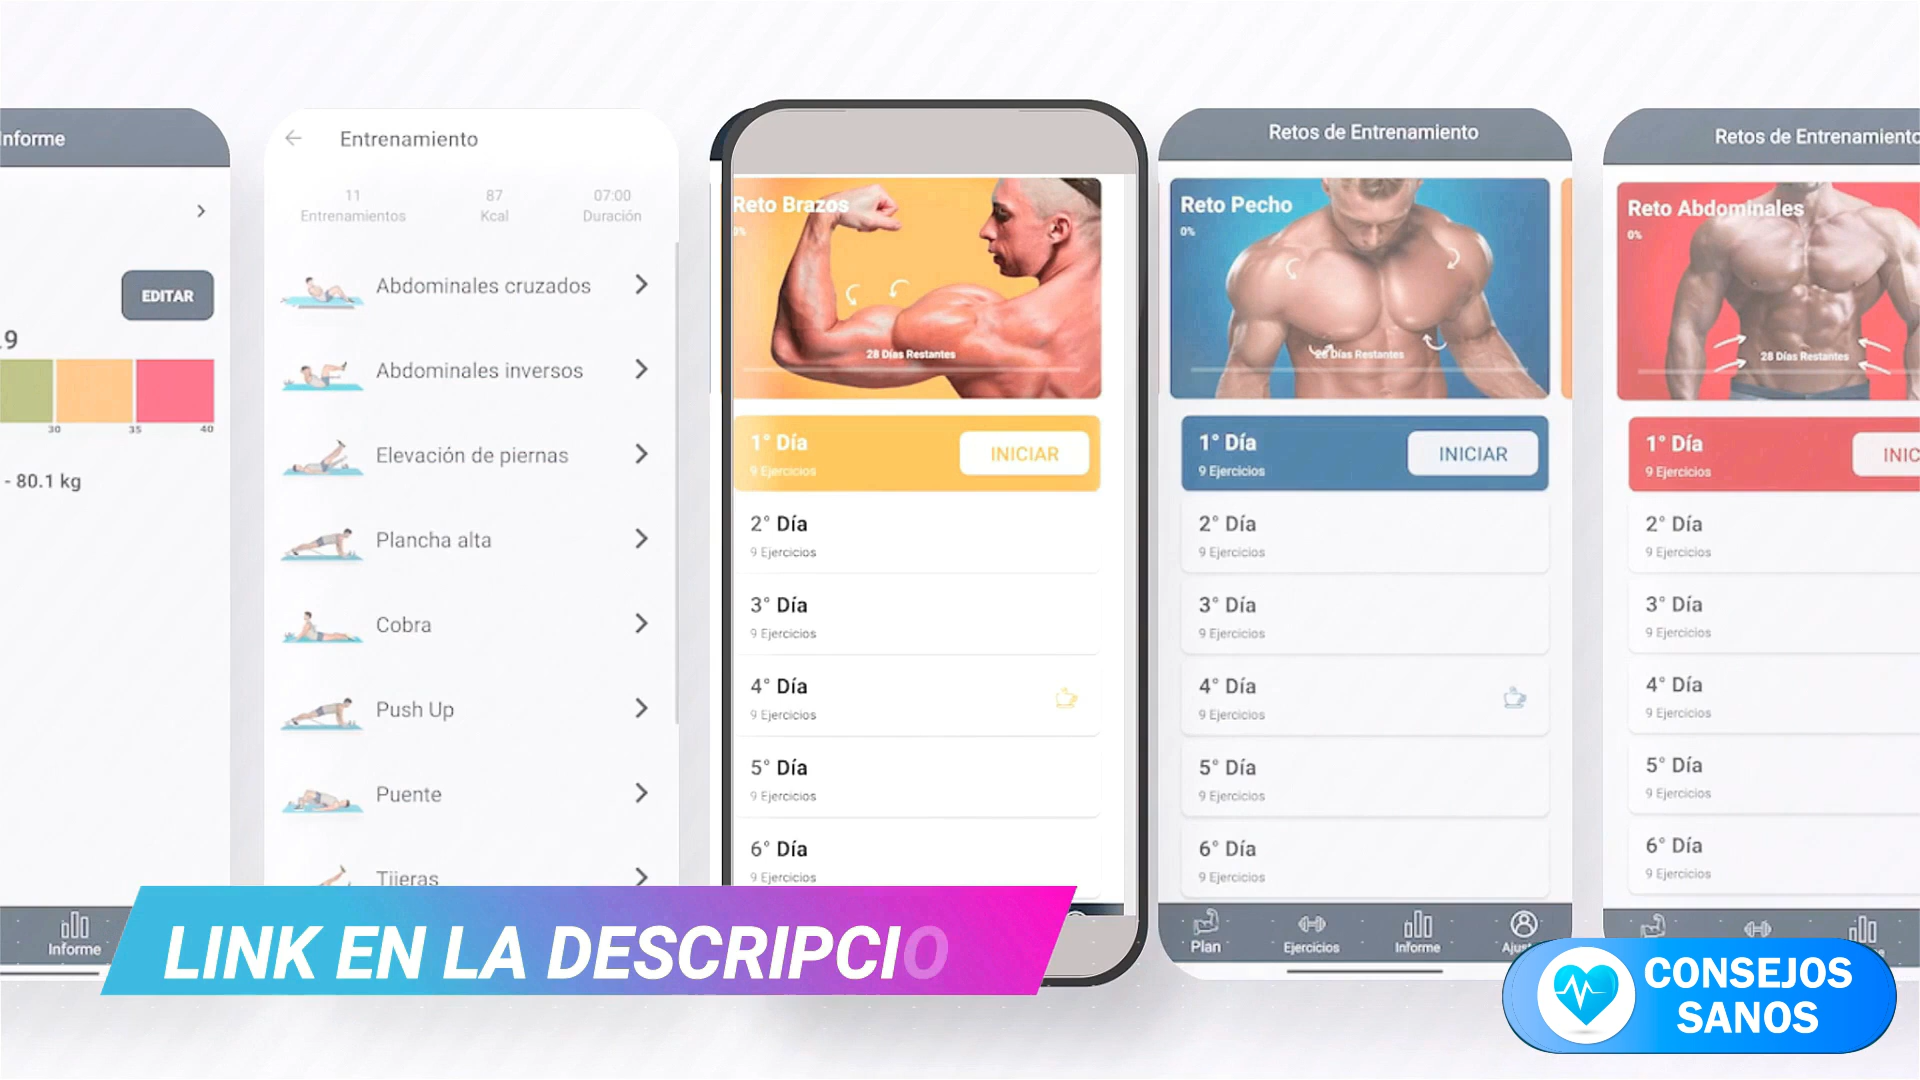 Informe
EDITAR
.9
30 35 40
- 80.1 kg
Informe
Entrenamiento
11 87 07:00
Entrenamientos Kcal Duración
Abdominales cruzados
Abdominales inversos
Elevación de piernas
Plancha alta
Cobra
Push Up
Puente
Tijeras
Reto Brazos
0%
28 Días Restantes
1° Día
9 Ejercicios
INICIAR
2° Día
9 Ejercicios
3° Día
9 Ejercicios
4° Día
9 Ejercicios
5° Día
9 Ejercicios
6° Día
9 Ejercicios
Retos de Entrenamiento
Reto Pecho
0%
28 Días Restantes
1° Día
9 Ejercicios
INICIAR
2° Día
9 Ejercicios
3° Día
9 Ejercicios
4° Día
9 Ejercicios
5° Día
9 Ejercicios
6° Día
9 Ejercicios
Plan Ejercicios Informe Ajus
Retos de Entrenamiento
Reto Abdominales
0%
28 Días Restantes
1° Día
9 Ejercicios
INIC
2° Día
9 Ejercicios
3° Día
9 Ejercicios
4° Día
9 Ejercicios
5° Día
9 Ejercicios
6° Día
9 Ejercicios
LINK EN LA DESCRIPCIO
CONSEJOS
SANOS